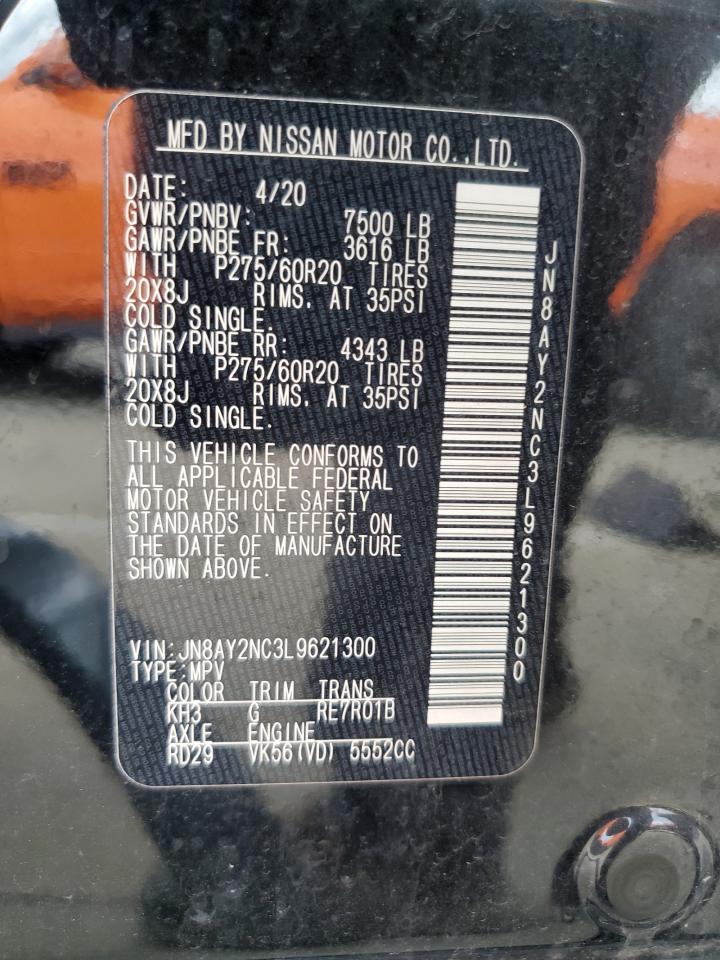 MFD BY NISSAN MOTOR CO.,LTD.
DATE: 4/20
GVWR/PNBV: 7500 LB
GAWR/PNBE FR: 3616 LB
WITH P275/60R20 TIRES
20X8J RIMS, AT 35PSI
COLD SINGLE.
GAWR/PNBE RR: 4343 LB
WITH P275/60R20 TIRES
20X8J RIMS, AT 35PSI
COLD SINGLE.
THIS VEHICLE CONFORMS TO
ALL APPLICABLE FEDERAL
MOTOR VEHICLE SAFETY
STANDARDS IN EFFECT ON
THE DATE OF MANUFACTURE
SHOWN ABOVE.
VIN:JN8AY2NC3L9621300
TYPE:MPV
COLOR TRIM TRANS
KH3 G RE7R01B
AXLE ENGINE
RD29 VK56(VD) 5552CC
JN8AY2NC3L9621300